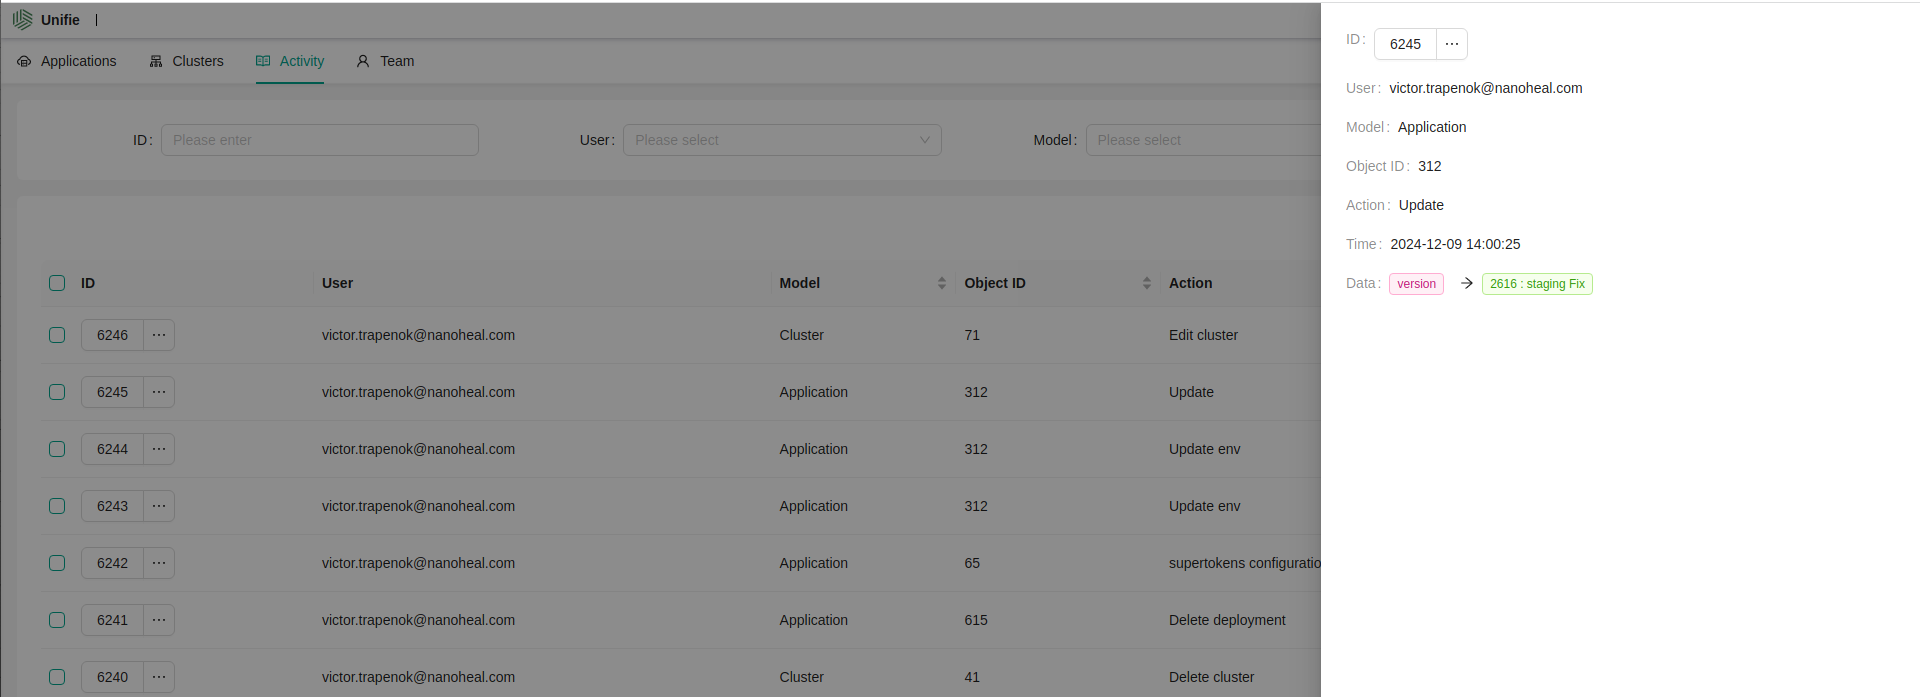 Unifie
Applications Clusters Activity Team
ID: Please enter User: Please select Model: Please select
ID User Model Object ID Action
6246 ... victor.trapenok@nanoheal.com Cluster 71 Edit cluster
6245 ... victor.trapenok@nanoheal.com Application 312 Update
6244 ... victor.trapenok@nanoheal.com Application 312 Update env
6243 ... victor.trapenok@nanoheal.com Application 312 Update env
6242 ... victor.trapenok@nanoheal.com Application 65 supertokens configuratio
6241 ... victor.trapenok@nanoheal.com Application 615 Delete deployment
6240 ... victor.trapenok@nanoheal.com Cluster 41 Delete cluster
ID: 6245 ...
User: victor.trapenok@nanoheal.com
Model: Application
Object ID: 312
Action: Update
Time: 2024-12-09 14:00:25
Data: version → 2616 : staging Fix